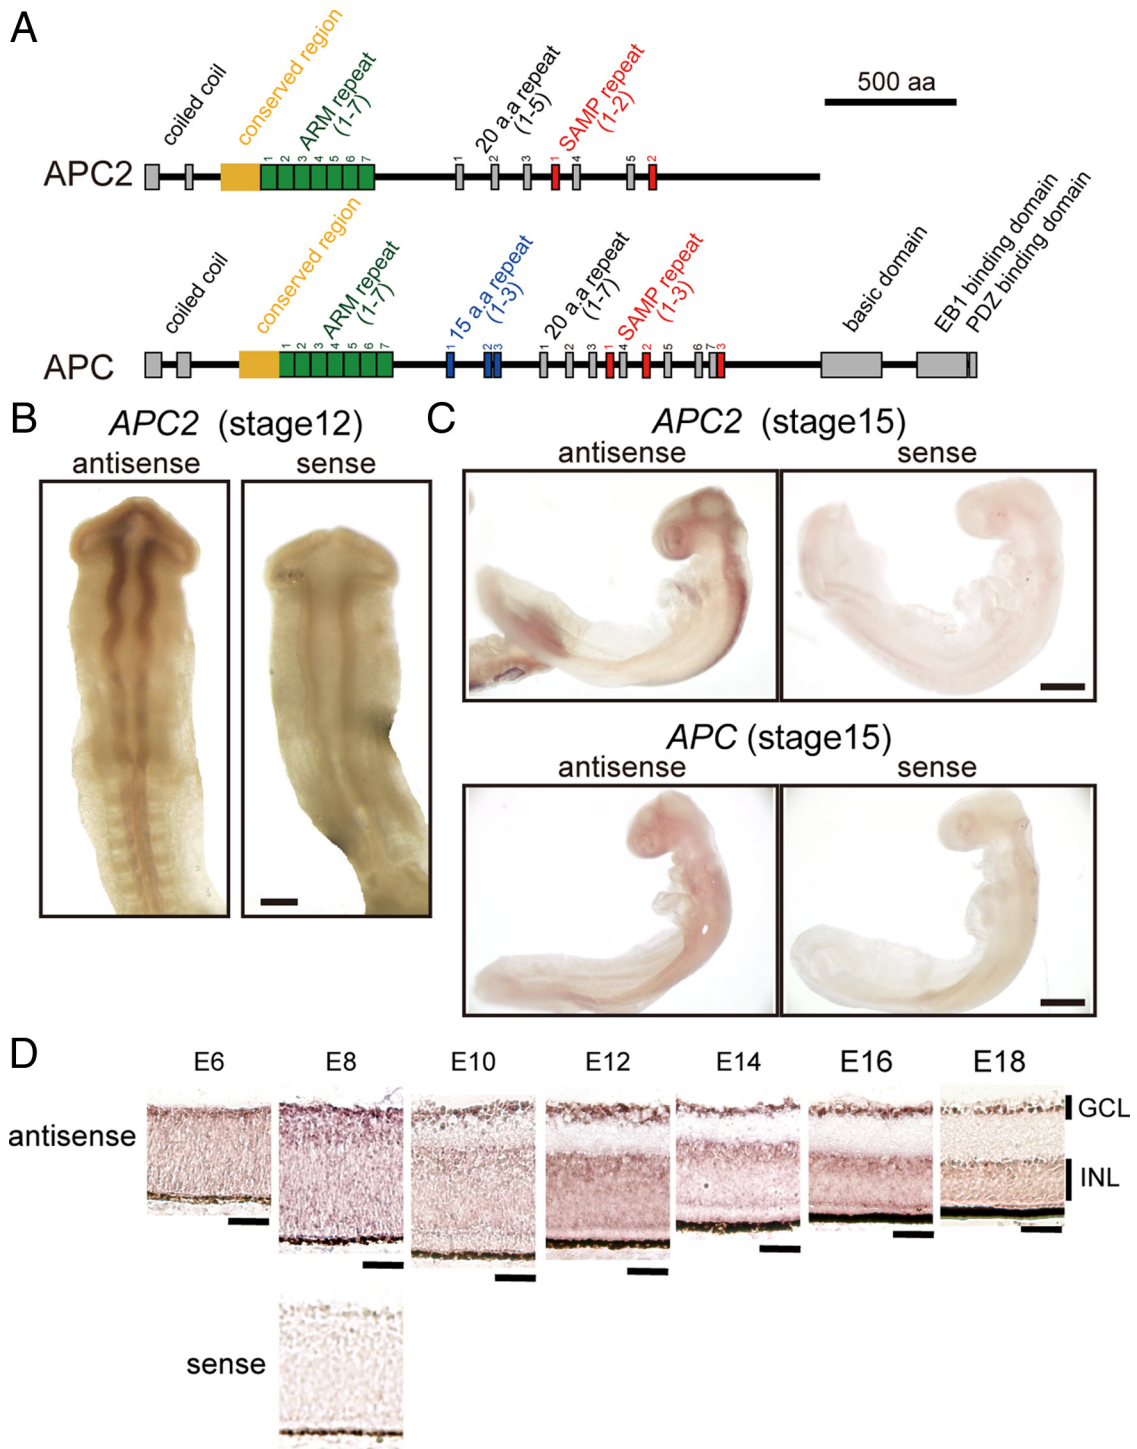 A
coiled coil
conserved region
ARM repeat
(1-7)
20 a.a repeat
(1-5)
SAMP repeat
(1-2)
500 aa
APC2
1 2 3 4 5 6 7 1 2 3 1 4 5 2
coiled coil
conserved region
ARM repeat
(1-7)
15 a.a repeat
(1-3)
20 a.a repeat
(1-7)
SAMP repeat
(1-3)
basic domain
EB1 binding domain
PDZ binding domain
APC
1 2 3 4 5 6 7 1 2 3 1 2 3 1 4 2 5 6 7 3
B
APC2 (stage12)
antisense sense
C
APC2 (stage15)
antisense sense
APC (stage15)
antisense sense
D
E6 E8 E10 E12 E14 E16 E18
antisense
GCL
INL
sense